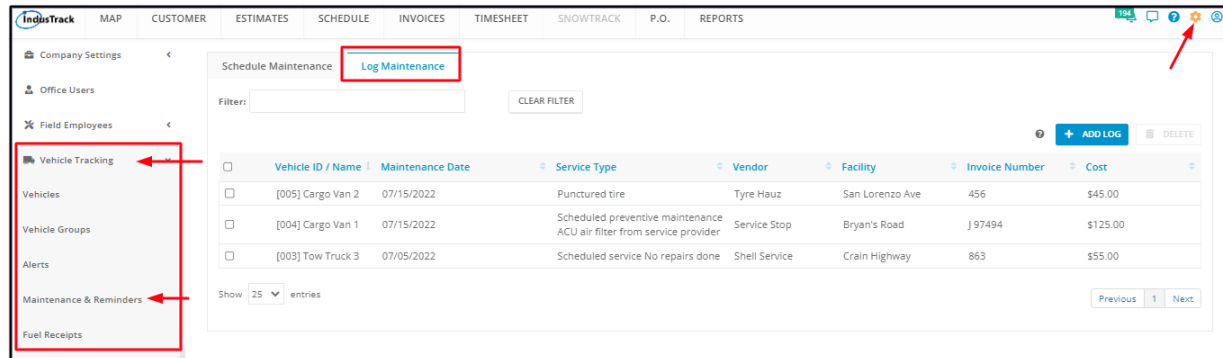 IndusTrack MAP CUSTOMER ESTIMATES SCHEDULE INVOICES TIMESHEET SNOWTRACK P.O. REPORTS 194
Company Settings
Office Users
Field Employees
Vehicle Tracking
Vehicles
Vehicle Groups
Alerts
Maintenance & Reminders
Fuel Receipts
Schedule Maintenance Log Maintenance
Filter: CLEAR FILTER
+ ADD LOG DELETE
Vehicle ID / Name Maintenance Date Service Type Vendor Facility Invoice Number Cost
[005] Cargo Van 2 07/15/2022 Punctured tire Tyre Hauz San Lorenzo Ave 456 $45.00
[004] Cargo Van 1 07/15/2022 Scheduled preventive maintenance Service Stop Bryan's Road J 97494 $125.00
ACU air filter from service provider
[003] Tow Truck 3 07/05/2022 Scheduled service No repairs done Shell Service Crain Highway 863 $55.00
Show 25 entries Previous 1 Next